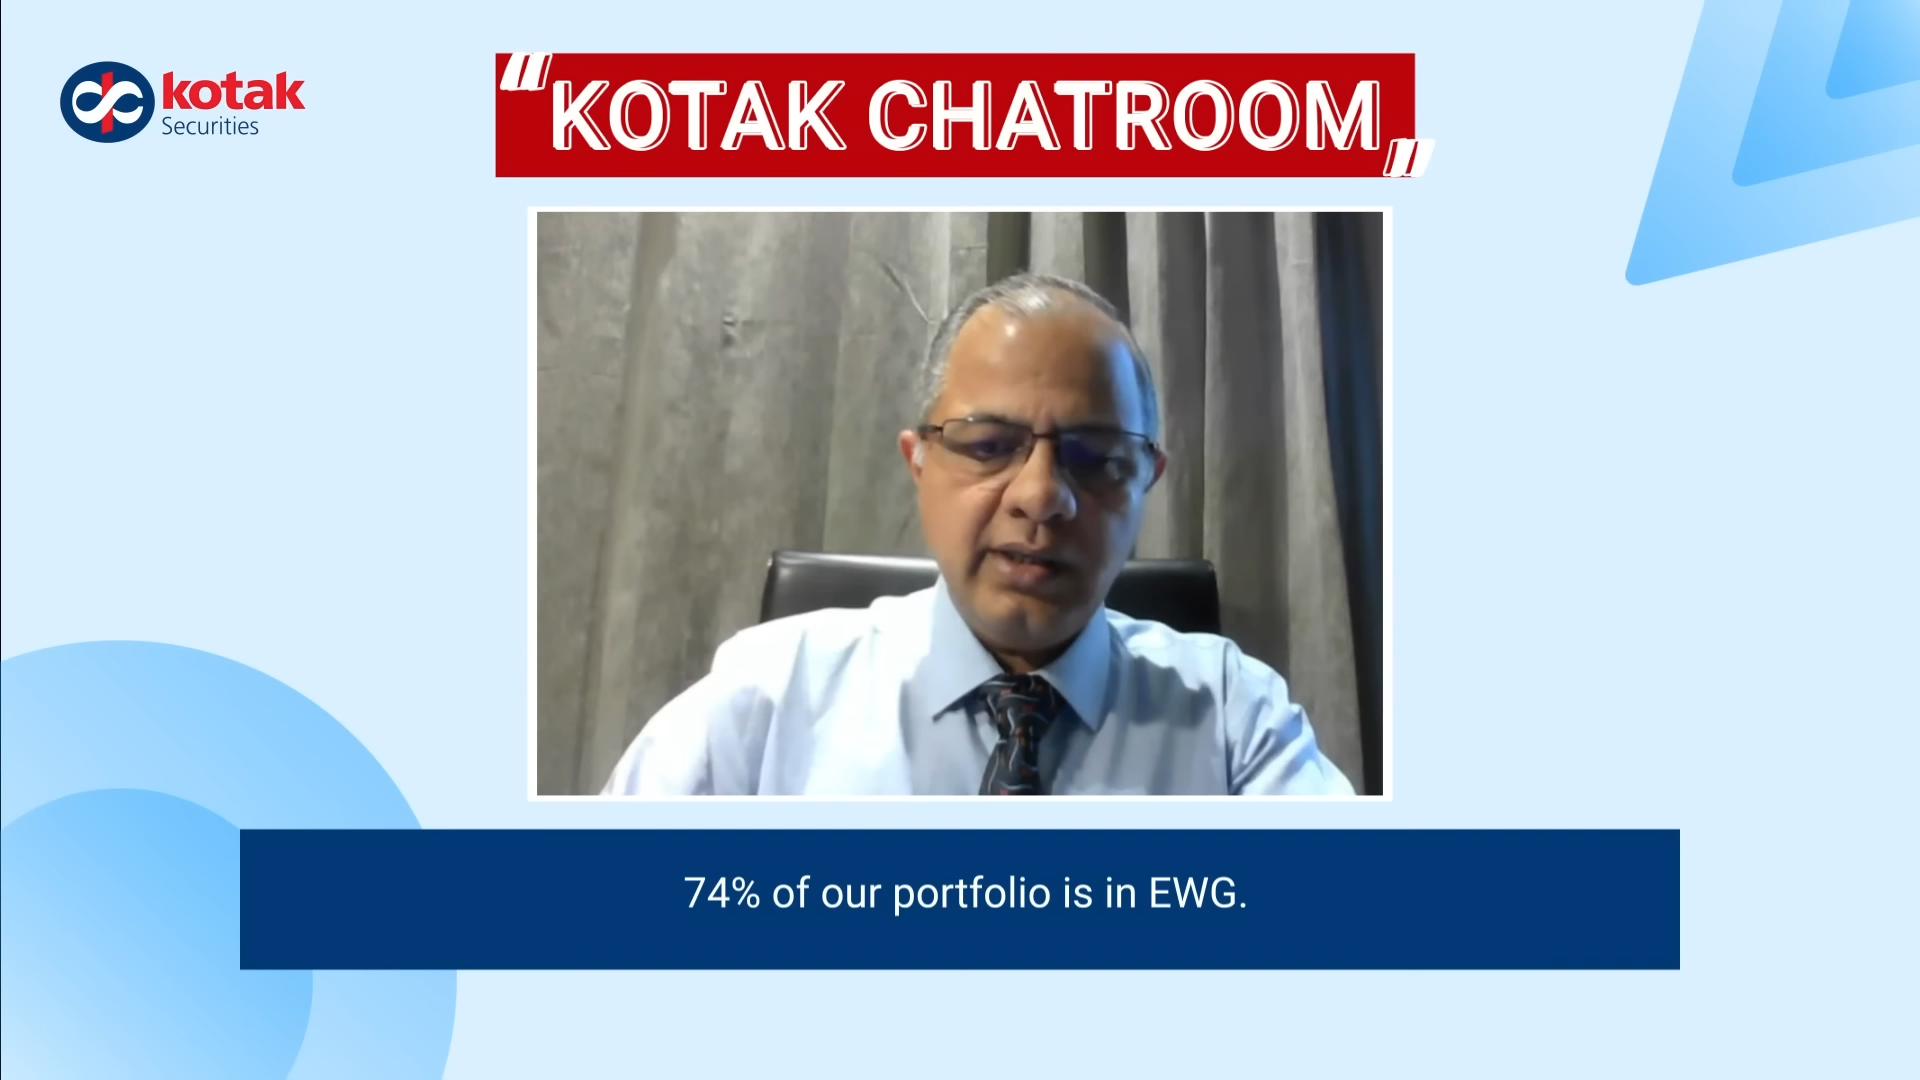 kotak
Securities
"KOTAK CHATROOM"
74% of our portfolio is in EWG.